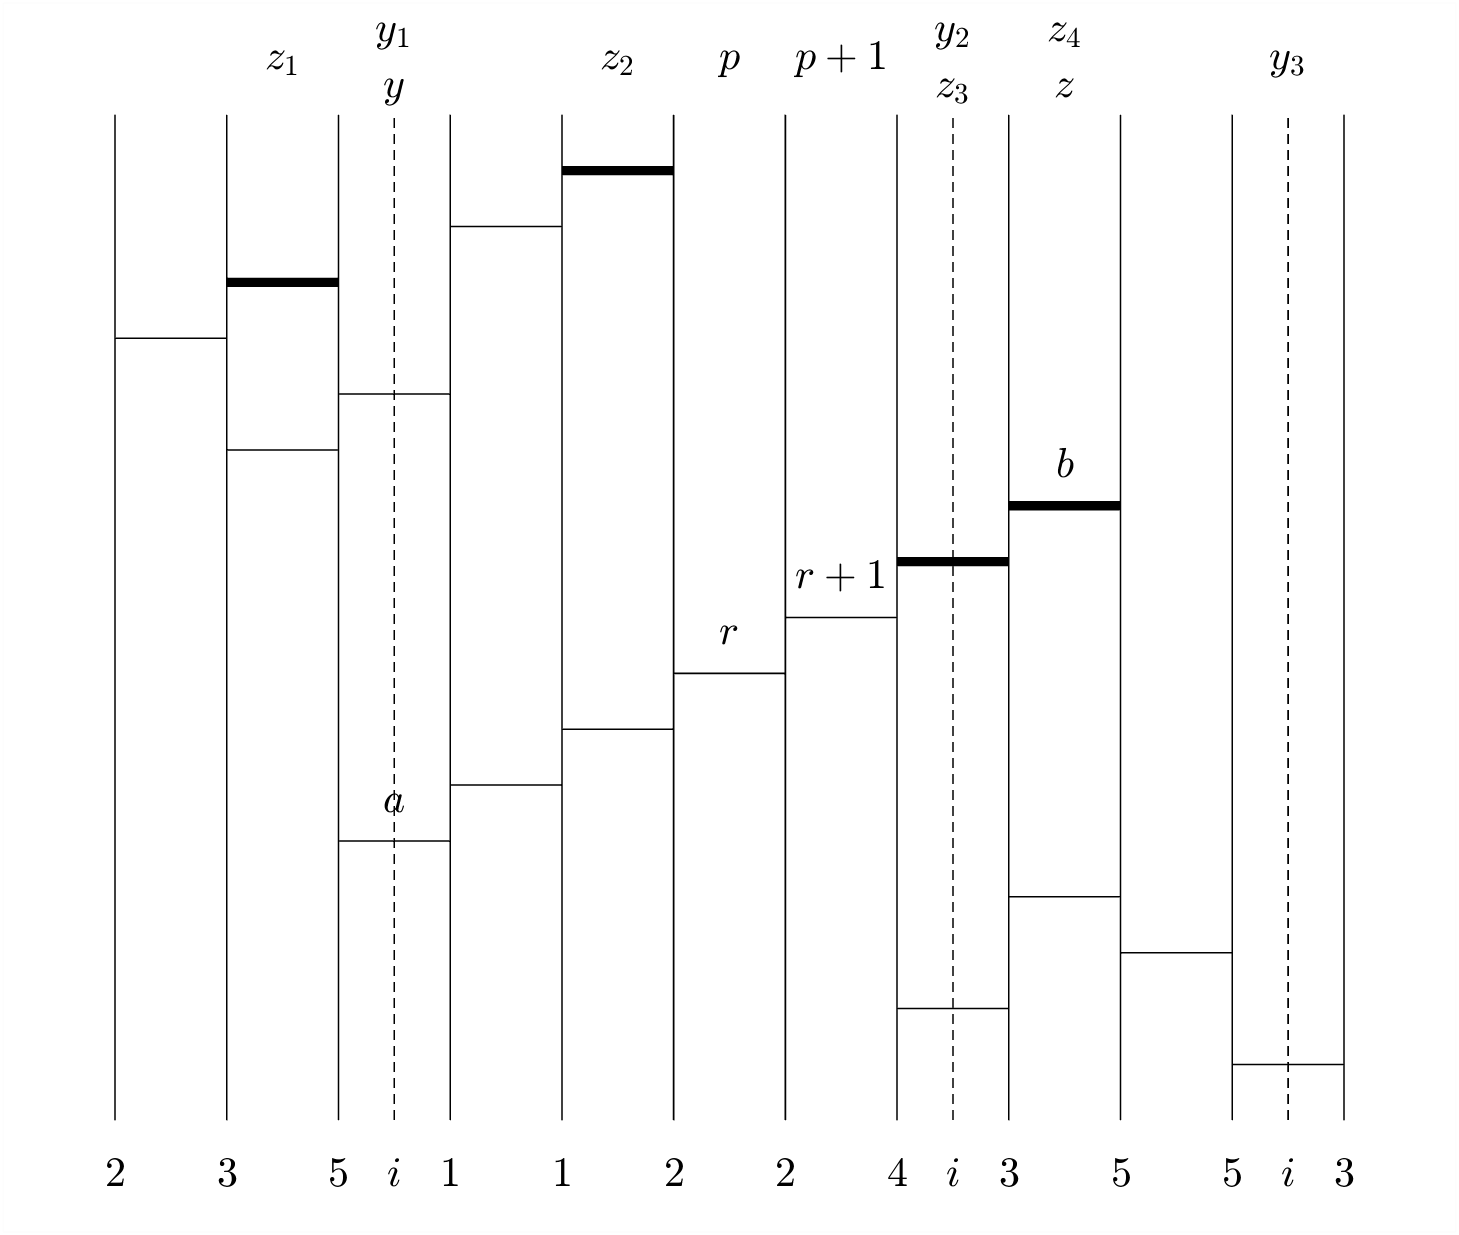 y₁ y₂ z₄
z₁ z₂ p p + 1 y₃
y z₃ z
b
r + 1
r
a
2 3 5 i 1 1 2 2 4 i 3 5 5 i 3